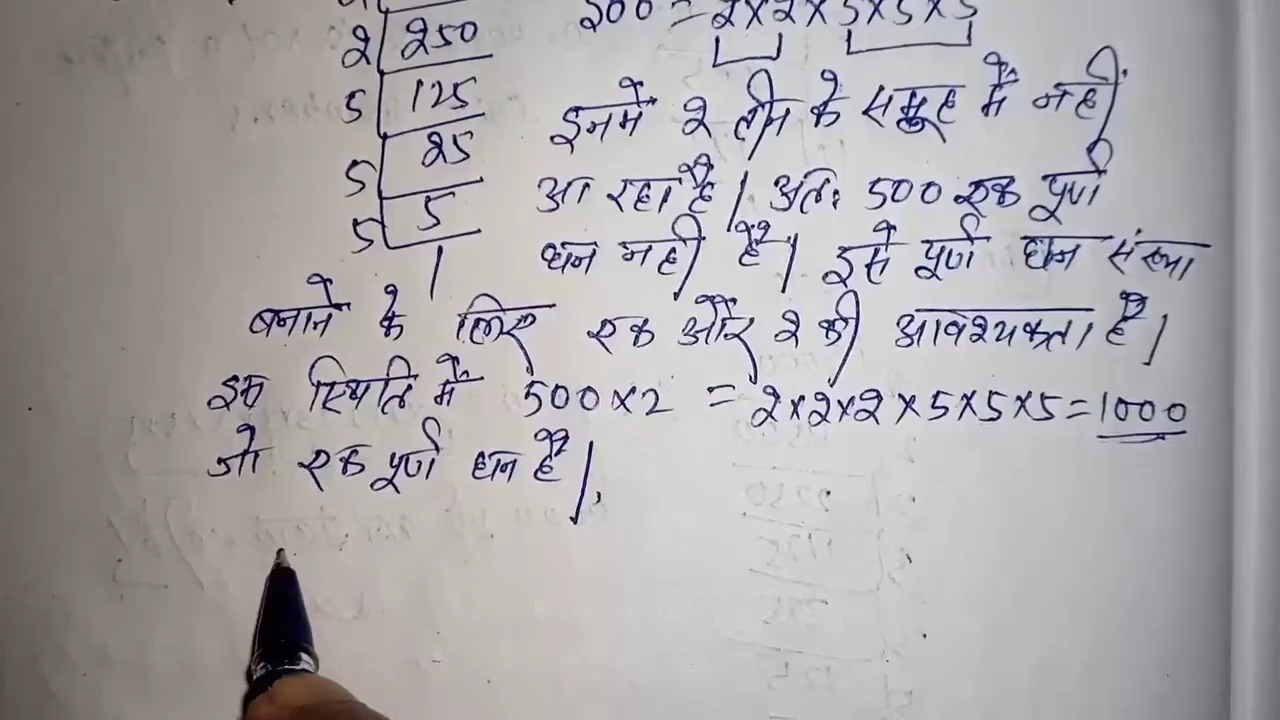 500 = 2×2×5×5×5
2 | 250
5 | 125
5 | 25
5 | 5
1
इनमें 2 तीन के समूह में नहीं
आ रहा है। अतः 500 एक पूर्ण
घन नही है। इसे पूर्ण घन संख्या
बनाने के लिए एक और 2 की आवश्यकता है।
इस स्थिति में 500×2 = 2×2×2×5×5×5=1000
जो एक पूर्ण घन है।